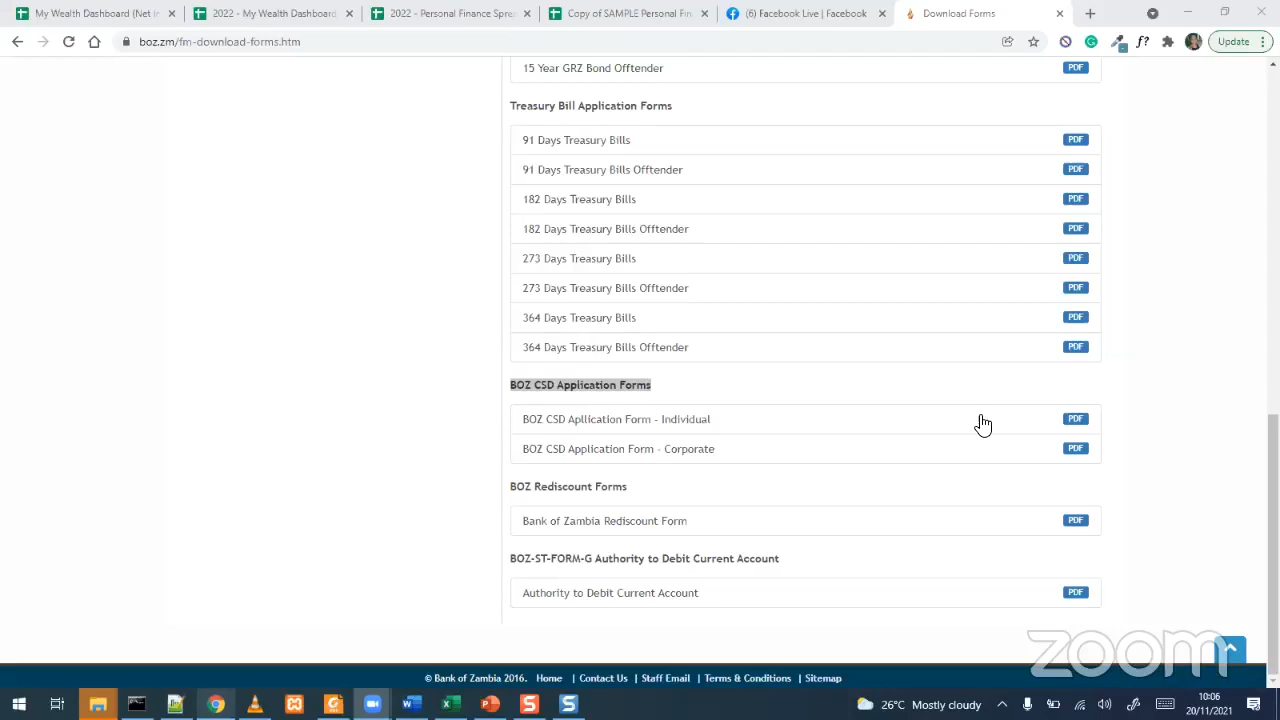 My Wealth Dashboard (Net In
2022 - My Wealth Dashboard
2022 - Personal Finance Spre
Copy of SAMPLE Personal Fin
(6) Facebook Live | Facebook
Download Forms
boz.zm/fm-download-forms.htm
Update
15 Year GRZ Bond Offtender PDF
Treasury Bill Application Forms
91 Days Treasury Bills PDF
91 Days Treasury Bills Offtender PDF
182 Days Treasury Bills PDF
182 Days Treasury Bills Offtender PDF
273 Days Treasury Bills PDF
273 Days Treasury Bills Offtender PDF
364 Days Treasury Bills PDF
364 Days Treasury Bills Offtender PDF
BOZ CSD Application Forms
BOZ CSD Apllication Form - Individual PDF
BOZ CSD Application Form - Corporate PDF
BOZ Rediscount Forms
Bank of Zambia Rediscount Form PDF
BOZ-ST-FORM-G Authority to Debit Current Account
Authority to Debit Current Account PDF
zoom
© Bank of Zambia 2016. Home | Contact Us | Staff Email | Terms & Conditions | Sitemap
26°C Mostly cloudy
10:06
20/11/2021